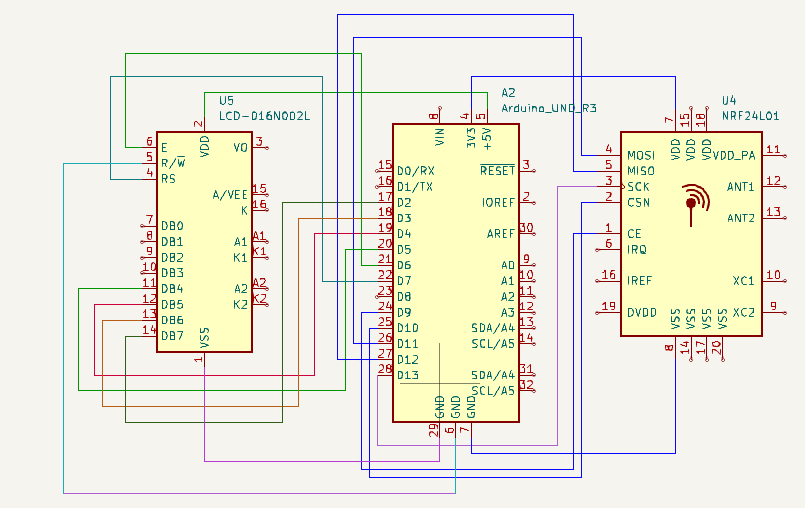 U5
LCD-016N002L
2
VDD
6
E
5
R/W
4
RS
VO
3
A/VEE
15
K
16
7
DB0
8
DB1
9
DB2
10
DB3
11
DB4
12
DB5
13
DB6
14
DB7
A1
A1
K1
K1
A2
A2
K2
K2
VSS
1
A2
Arduino_UNO_R3
8
VIN
4
3V3
5
+5V
15
D0/RX
16
D1/TX
17
D2
18
D3
19
D4
20
D5
21
D6
22
D7
23
D8
24
D9
25
D10
26
D11
27
D12
28
D13
RESET
3
IOREF
2
AREF
30
A0
9
A1
10
A2
11
A3
12
SDA/A4
13
SCL/A5
14
SDA/A4
31
SCL/A5
32
GND
29
GND
6
GND
7
U4
NRF24L01
7
VDD
15
VDD
18
VDD
4
MOSI
5
MISO
3
SCK
2
CSN
1
CE
6
IRQ
16
IREF
19
DVDD
VDD_PA
11
ANT1
12
ANT2
13
XC1
10
XC2
9
VSS
8
VSS
14
VSS
17
VSS
20